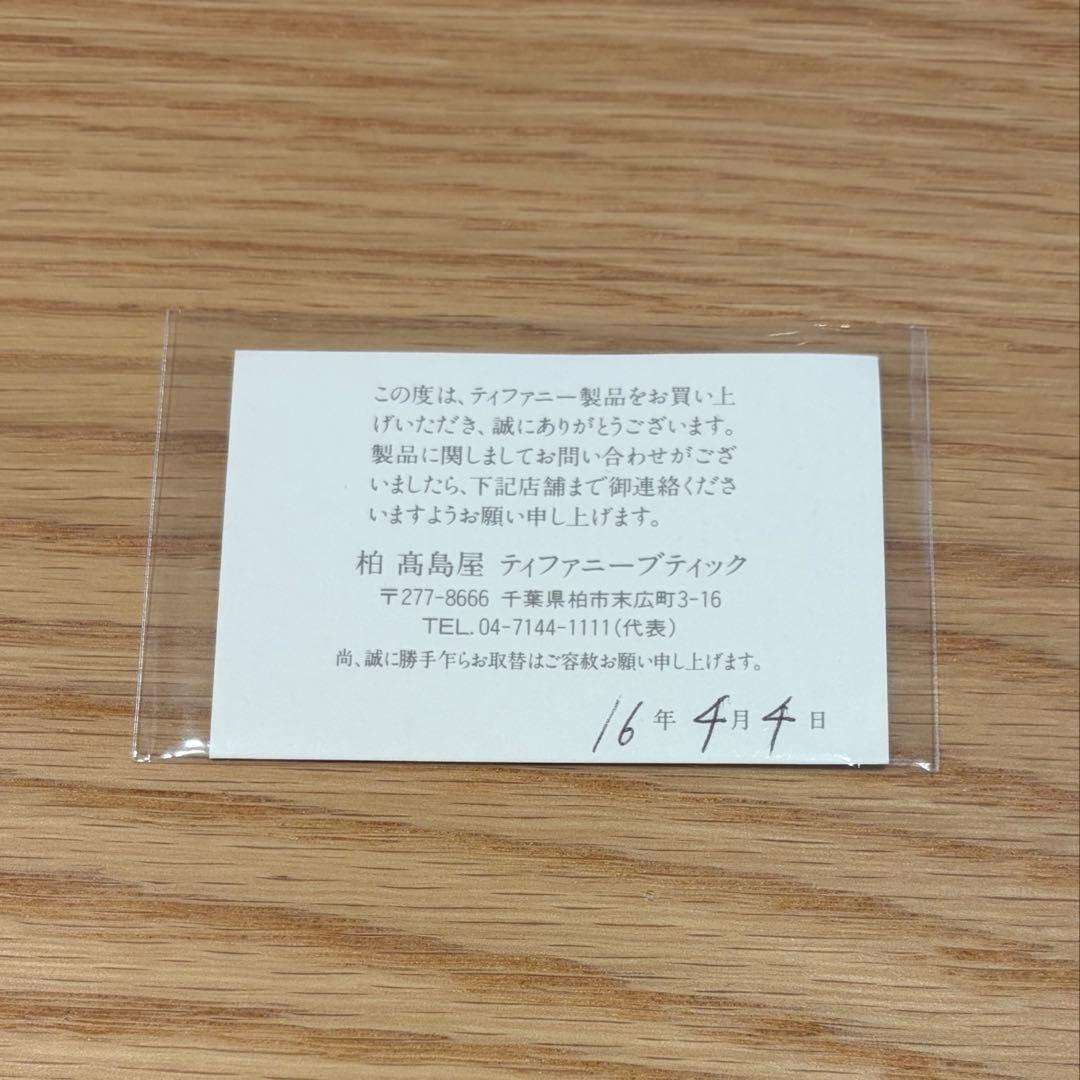 この度は、ティファニー製品をお買い上
げいただき、誠にありがとうございます。
製品に関しましてお問い合わせがござ
いましたら、下記店舗まで御連絡くださ
いますようお願い申し上げます。
柏 髙島屋 ティファニーブティック
〒277-8666 千葉県柏市末広町3-16
TEL.04-7144-1111(代表)
尚、誠に勝手乍らお取替はご容赦お願い申し上げます。
16年 4月 4日